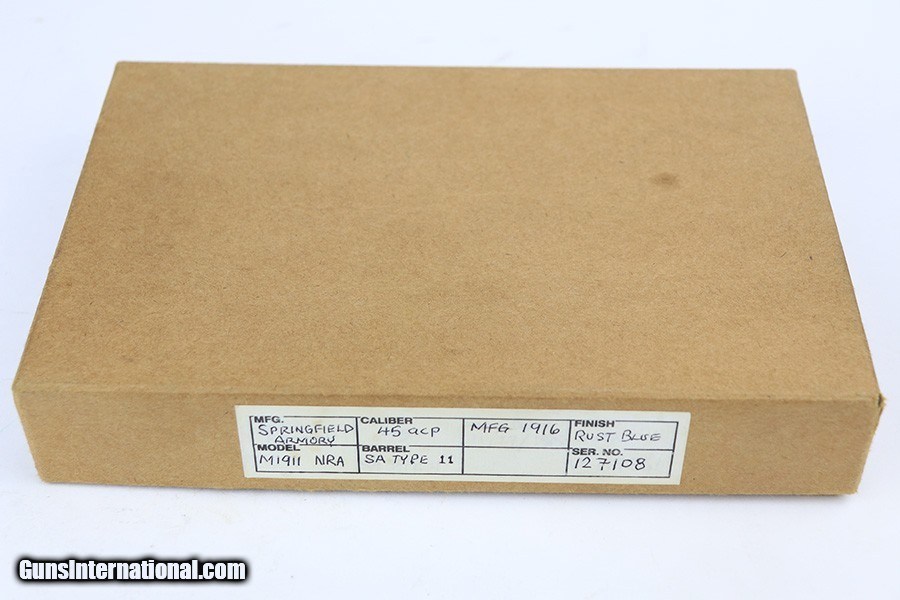 MFG. CALIBER MFG 1916 FINISH
SPRINGFIELD ARMORY 45 acp RUST BLUE
MODEL BARREL SER. NO.
M1911 NRA SA TYPE 11 127108
GunsInternational.com